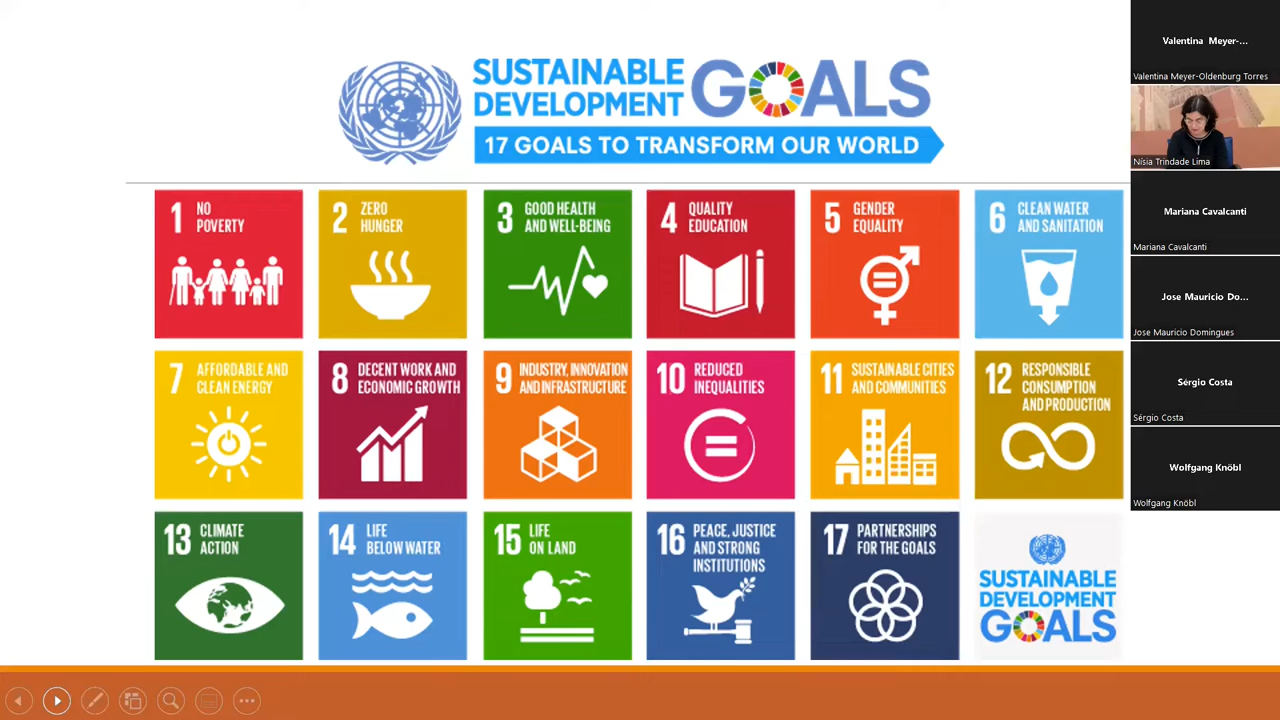 SUSTAINABLE
DEVELOPMENT
GOALS
17 GOALS TO TRANSFORM OUR WORLD
1 NO
POVERTY
2 ZERO
HUNGER
3 GOOD HEALTH
AND WELL-BEING
4 QUALITY
EDUCATION
5 GENDER
EQUALITY
6 CLEAN WATER
AND SANITATION
7 AFFORDABLE AND
CLEAN ENERGY
8 DECENT WORK AND
ECONOMIC GROWTH
9 INDUSTRY, INNOVATION
AND INFRASTRUCTURE
10 REDUCED
INEQUALITIES
11 SUSTAINABLE CITIES
AND COMMUNITIES
12 RESPONSIBLE
CONSUMPTION
AND PRODUCTION
13 CLIMATE
ACTION
14 LIFE
BELOW WATER
15 LIFE
ON LAND
16 PEACE, JUSTICE
AND STRONG
INSTITUTIONS
17 PARTNERSHIPS
FOR THE GOALS
SUSTAINABLE
DEVELOPMENT
GOALS
Valentina Meyer-...
Valentina Meyer-Oldenburg Torres
Nísia Trindade Lima
Mariana Cavalcanti
Mariana Cavalcanti
Jose Mauricio Do...
Jose Mauricio Domingues
Sérgio Costa
Sérgio Costa
Wolfgang Knöbl
Wolfgang Knöbl